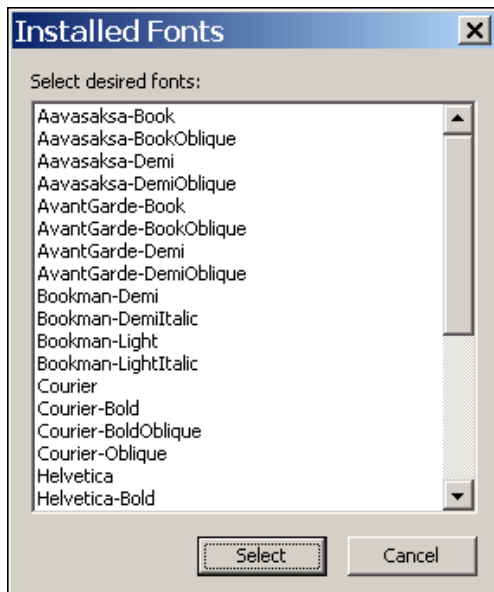 Installed Fonts
Select desired fonts:
Aavasaksa-Book
Aavasaksa-BookOblique
Aavasaksa-Demi
Aavasaksa-DemiOblique
AvantGarde-Book
AvantGarde-BookOblique
AvantGarde-Demi
AvantGarde-DemiOblique
Bookman-Demi
Bookman-DemiItalic
Bookman-Light
Bookman-LightItalic
Courier
Courier-Bold
Courier-BoldOblique
Courier-Oblique
Helvetica
Helvetica-Bold
Select Cancel